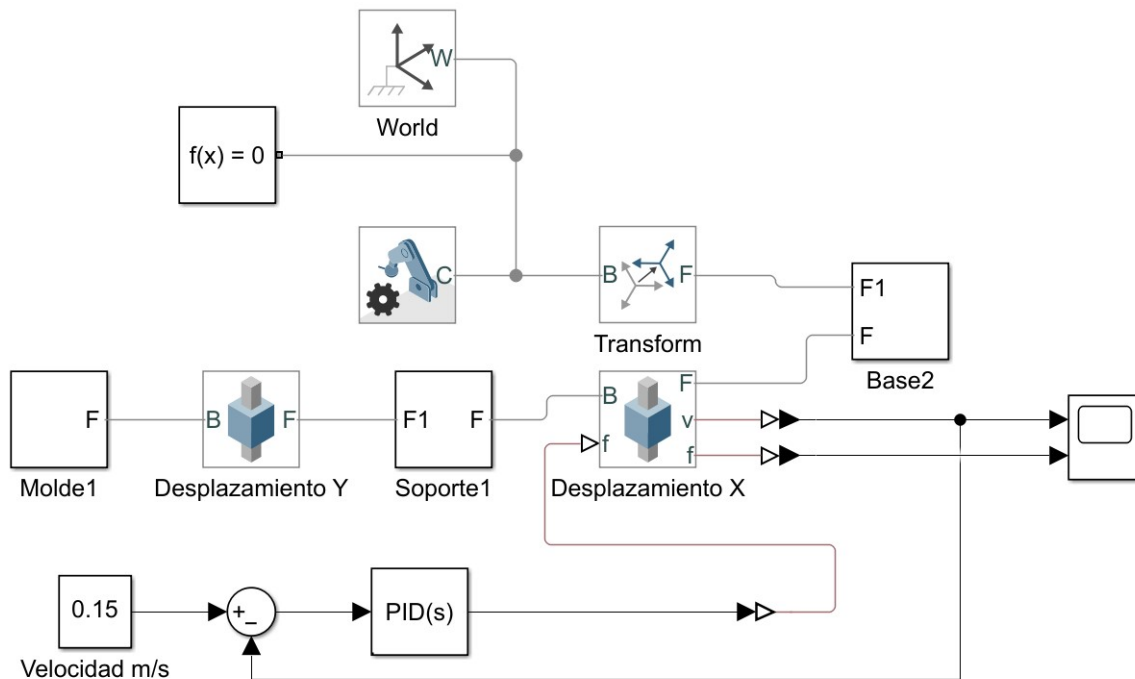 W
World
f(x) = 0
C
B
F
Transform
F1
F
Base2
F
Molde1
B
F
Desplazamiento Y
F1
F
Soporte1
B
f
F
v
f
Desplazamiento X
0.15
Velocidad m/s
+
_
PID(s)